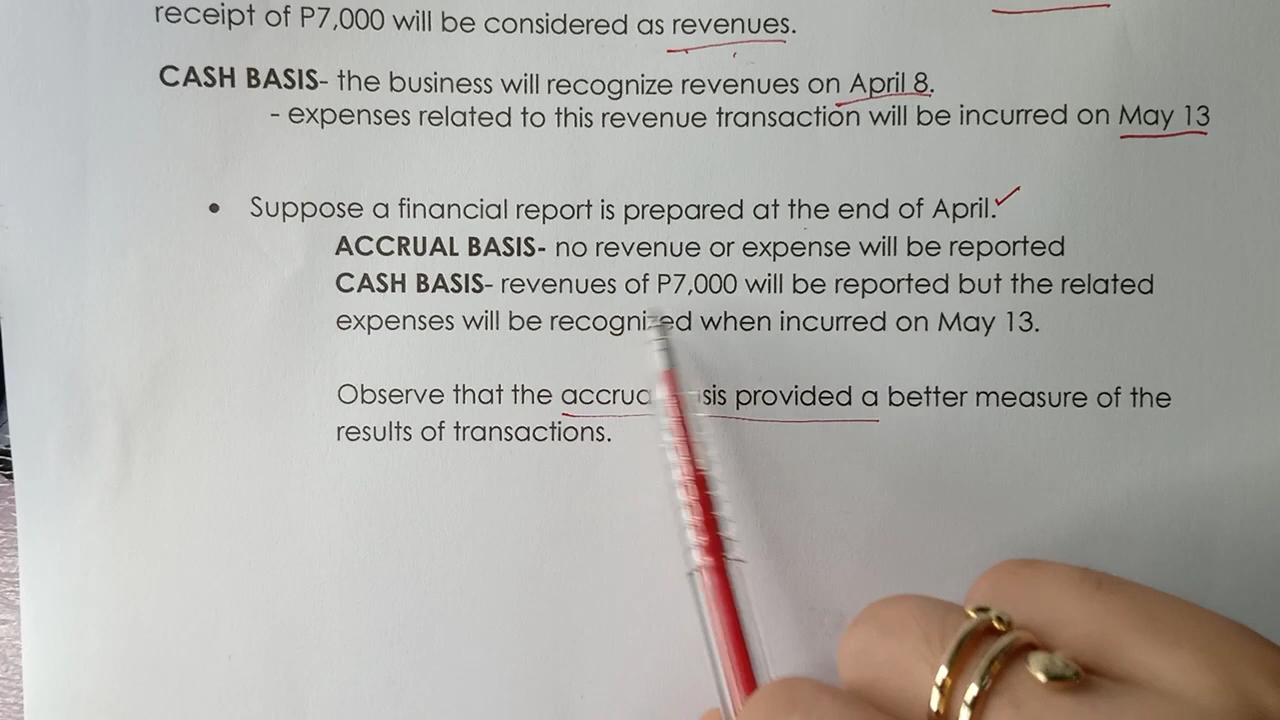 receipt of P7,000 will be considered as revenues.
CASH BASIS- the business will recognize revenues on April 8.
- expenses related to this revenue transaction will be incurred on May 13
• Suppose a financial report is prepared at the end of April.
ACCRUAL BASIS- no revenue or expense will be reported
CASH BASIS- revenues of P7,000 will be reported but the related
expenses will be recognized when incurred on May 13.
Observe that the provided a better measure of the
results of transactions.